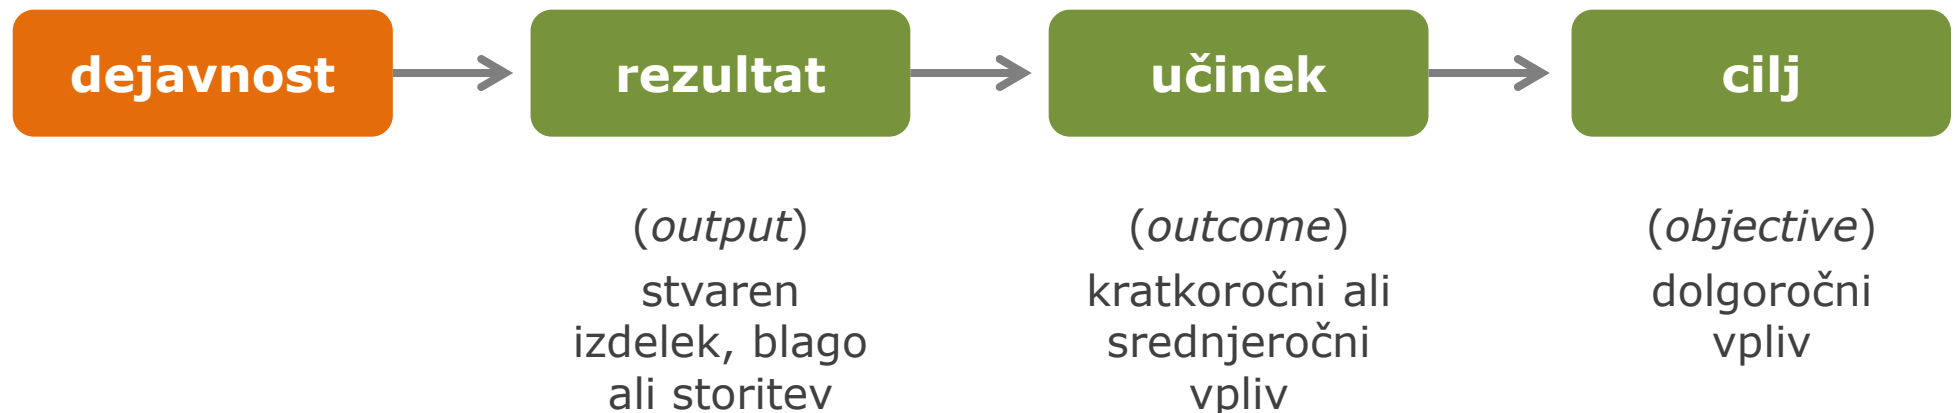 dejavnost
rezultat
učinek
cilj
(output)
stvaren
izdelek, blago
ali storitev
(outcome)
kratkoročni ali
srednjeročni
vpliv
(objective)
dolgoročni
vpliv